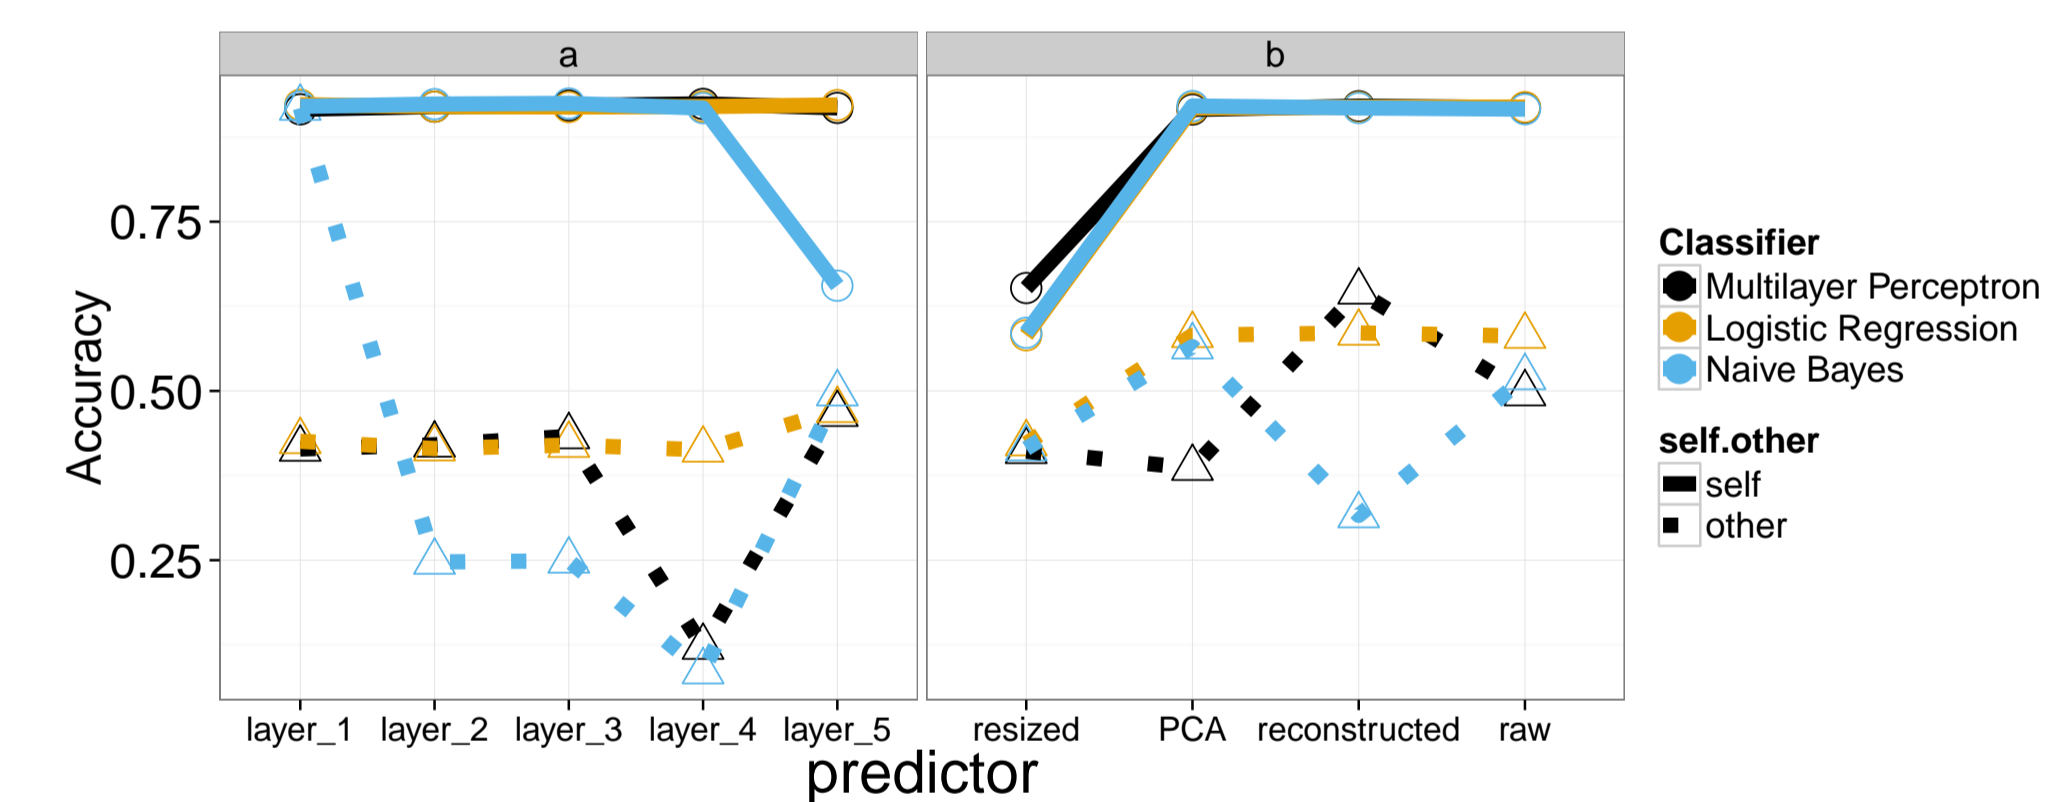 a
b
Accuracy
0.75
0.50
0.25
layer_1 layer_2 layer_3 layer_4 layer_5
resized PCA reconstructed raw
predictor
Classifier
Multilayer Perceptron
Logistic Regression
Naive Bayes
self.other
self
other